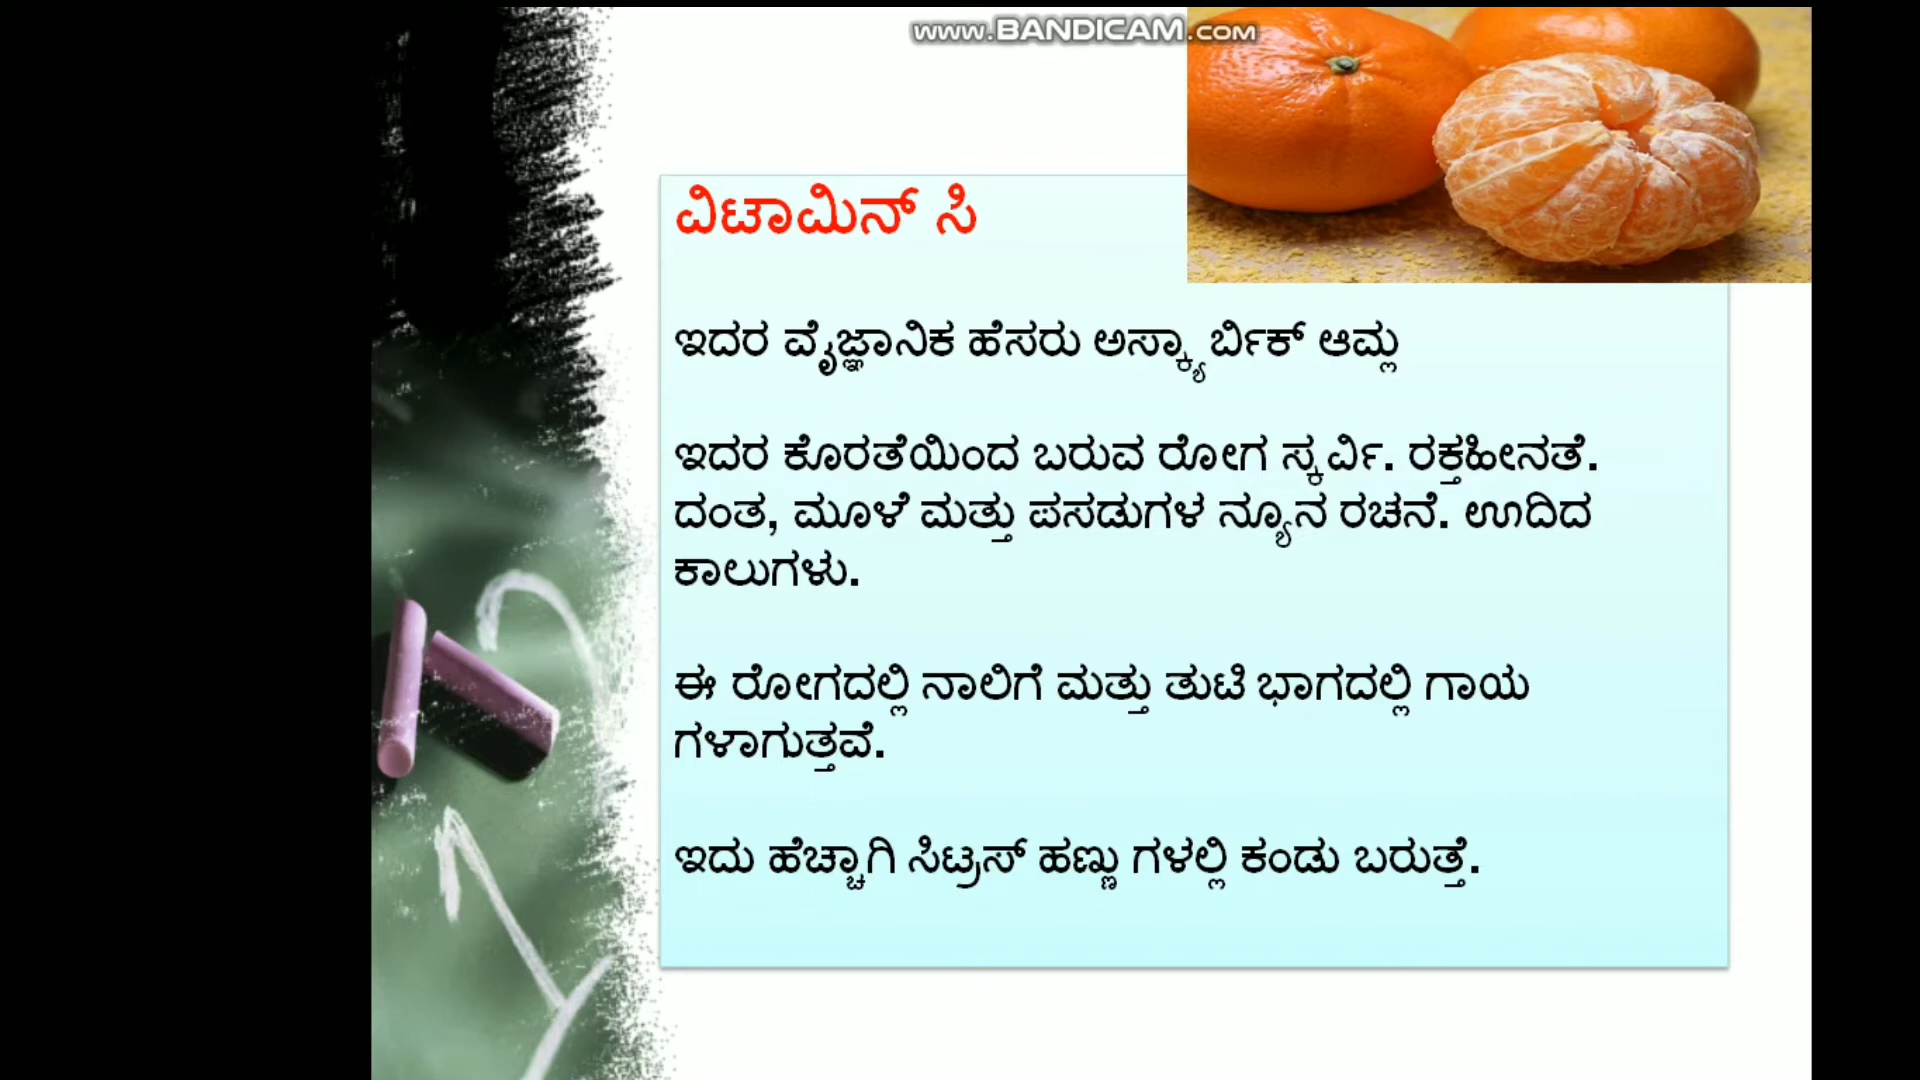 www.BANDICAM.com
ವಿಟಾಮಿನ್ ಸಿ
ಇದರ ವೈಜ್ಞಾನಿಕ ಹೆಸರು ಅಸ್ಕ್ಯಾರ್ಬಿಕ್ ಆಮ್ಲ
ಇದರ ಕೊರತೆಯಿಂದ ಬರುವ ರೋಗ ಸ್ಕರ್ವಿ. ರಕ್ತಹೀನತೆ.
ದಂತ, ಮೂಳೆ ಮತ್ತು ಪಸಡುಗಳ ನ್ಯೂನ ರಚನೆ. ಊದಿದ
ಕಾಲುಗಳು.
ಈ ರೋಗದಲ್ಲಿ ನಾಲಿಗೆ ಮತ್ತು ತುಟಿ ಭಾಗದಲ್ಲಿ ಗಾಯ
ಗಳಾಗುತ್ತವೆ.
ಇದು ಹೆಚ್ಚಾಗಿ ಸಿಟ್ರಸ್ ಹಣ್ಣು ಗಳಲ್ಲಿ ಕಂಡು ಬರುತ್ತೆ.